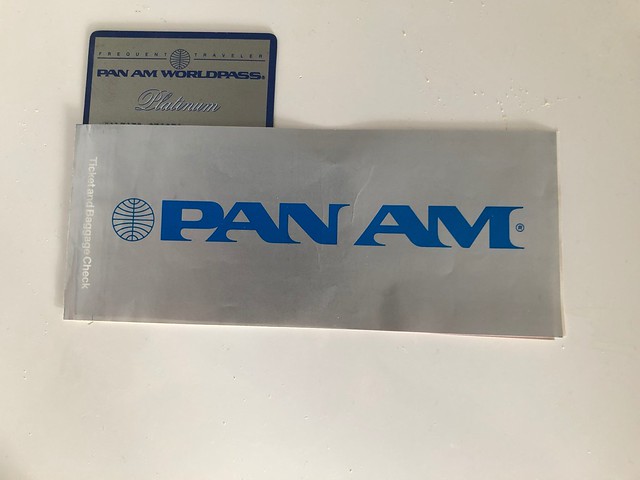 FREQUENT TRAVELER
PAN AM WORLDPASS®
Platinum
Ticket and Baggage Check
PAN AM®